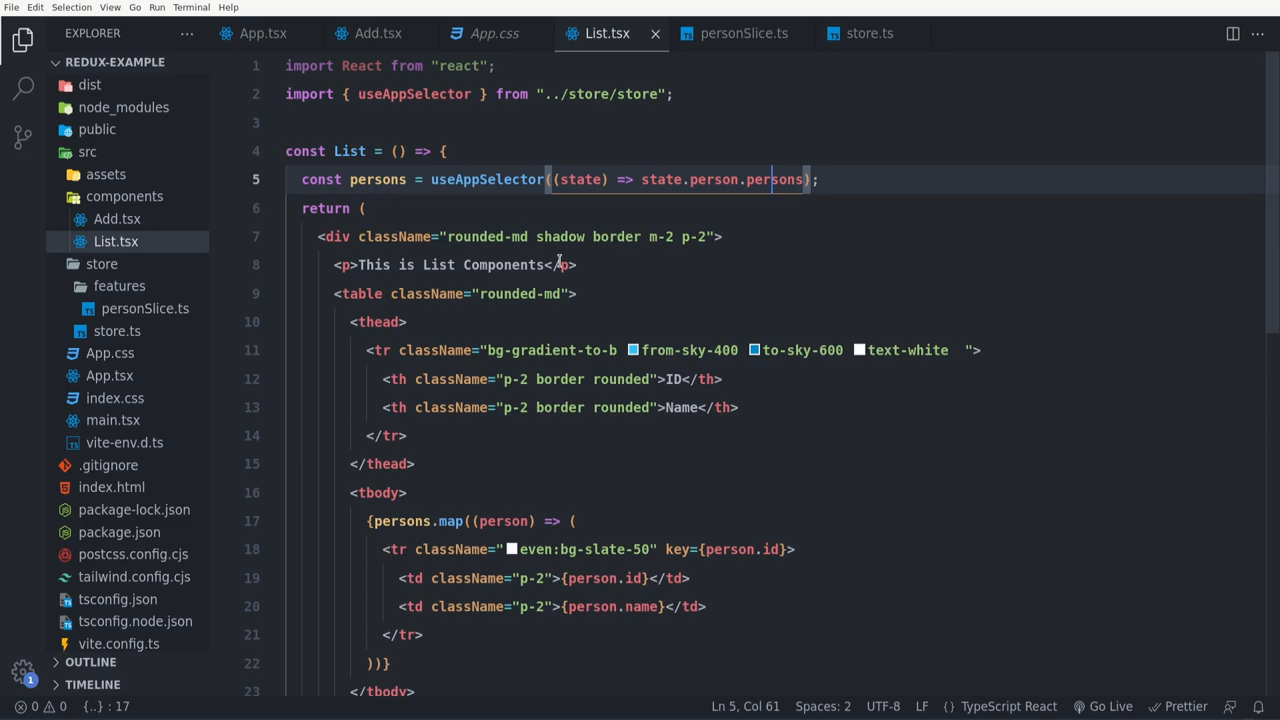 File Edit Selection View Go Run Terminal Help
EXPLORER
App.tsx
Add.tsx
App.css
List.tsx
personSlice.ts
store.ts
REDUX-EXAMPLE
dist
node_modules
public
src
assets
components
Add.tsx
List.tsx
store
features
personSlice.ts
store.ts
App.css
App.tsx
index.css
main.tsx
vite-env.d.ts
.gitignore
index.html
package-lock.json
package.json
postcss.config.cjs
tailwind.config.cjs
tsconfig.json
tsconfig.node.json
vite.config.ts
OUTLINE
TIMELINE
1 import React from "react";
2 import { useAppSelector } from "../store/store";
3
4 const List = () => {
5 const persons = useAppSelector((state) => state.person.persons);
6 return (
7 <div className="rounded-md shadow border m-2 p-2">
8 <p>This is List Components</p>
9 <table className="rounded-md">
10 <thead>
11 <tr className="bg-gradient-to-b from-sky-400 to-sky-600 text-white  ">
12 <th className="p-2 border rounded">ID</th>
13 <th className="p-2 border rounded">Name</th>
14 </tr>
15 </thead>
16 <tbody>
17 {persons.map((person) => (
18 <tr className="even:bg-slate-50" key={person.id}>
19 <td className="p-2">{person.id}</td>
20 <td className="p-2">{person.name}</td>
21 </tr>
22 ))}
23 </tbody>
1
0 0 {..} : 17
Ln 5, Col 61 Spaces: 2 UTF-8 LF {} TypeScript React Go Live Prettier